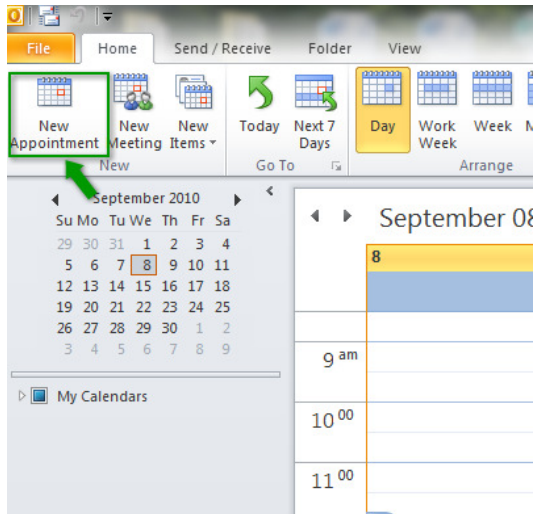 File Home Send / Receive Folder View
New Appointment
New Meeting
New Items
Today
Next 7 Days
Day
Work Week
Week
New Go To Arrange
September 2010
Su Mo Tu We Th Fr Sa
29 30 31 1 2 3 4
5 6 7 8 9 10 11
12 13 14 15 16 17 18
19 20 21 22 23 24 25
26 27 28 29 30 1 2
3 4 5 6 7 8 9
My Calendars
September 08
8
9 am
10 00
11 00